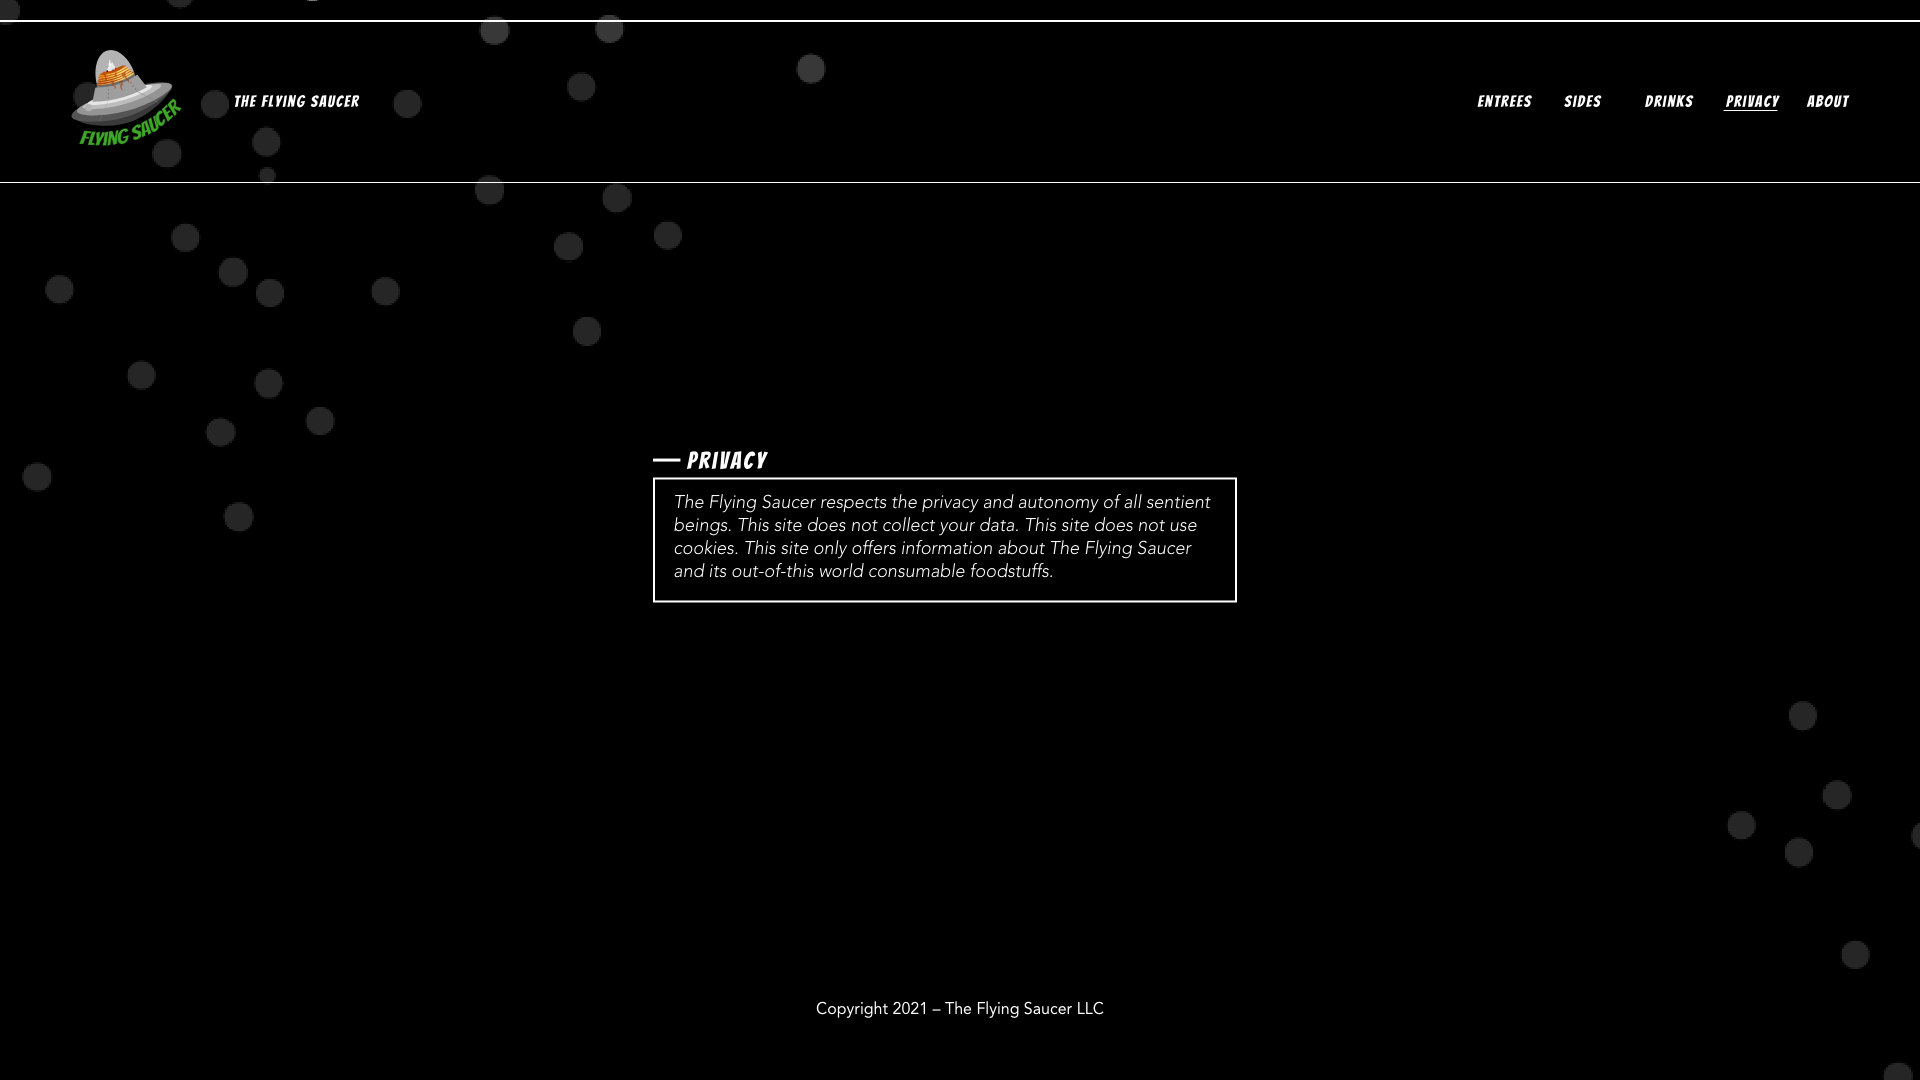 FLYING SAUCER
THE FLYING SAUCER
ENTREES SIDES DRINKS PRIVACY ABOUT
— PRIVACY
The Flying Saucer respects the privacy and autonomy of all sentient
beings. This site does not collect your data. This site does not use
cookies. This site only offers information about The Flying Saucer
and its out-of-this world consumable foodstuffs.
Copyright 2021 – The Flying Saucer LLC